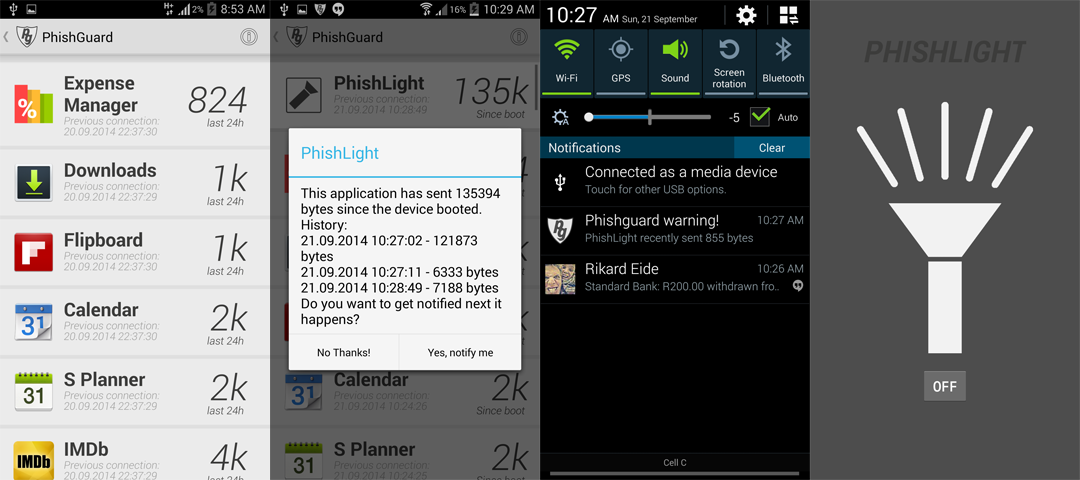 H+ 2% 8:53 AM
PhishGuard
Expense
Manager
Previous connection:
20.09.2014 22:37:30
824
last 24h
Downloads
Previous connection:
20.09.2014 22:37:29
1k
last 24h
Flipboard
Previous connection:
20.09.2014 22:37:30
1k
last 24h
Calendar
Previous connection:
20.09.2014 22:37:30
2k
last 24h
31
S Planner
Previous connection:
20.09.2014 22:37:29
2k
last 24h
31
IMDb
Previous connection:
20.09.2014 22:37:30
4k
last 24h
IMDb
16% 10:29 AM
PhishGuard
PhishLight
Previous connection:
21.09.2014 10:28:49
135k
Since boot
PhishLight
This application has sent 135394
bytes since the device booted.
History:
21.09.2014 10:27:02 - 121873
bytes
21.09.2014 10:27:11 - 6333 bytes
21.09.2014 10:28:49 - 7188 bytes
Do you want to get notified next it
happens?
No Thanks!
Yes, notify me
Calendar
Previous connection:
21.09.2014 10:24:26
2k
Since boot
31
S Planner
Previous connection:
2k
31
10:27 AM Sun, 21 September
Wi-Fi
GPS
Sound
Screen
rotation
Bluetooth
A
-5
Auto
Notifications
Clear
Connected as a media device
Touch for other USB options.
Phishguard warning!
10:27 AM
PhishLight recently sent 855 bytes
Rikard Eide
10:26 AM
Standard Bank: R200.00 withdrawn fro..
Cell C
PHISHLIGHT
OFF